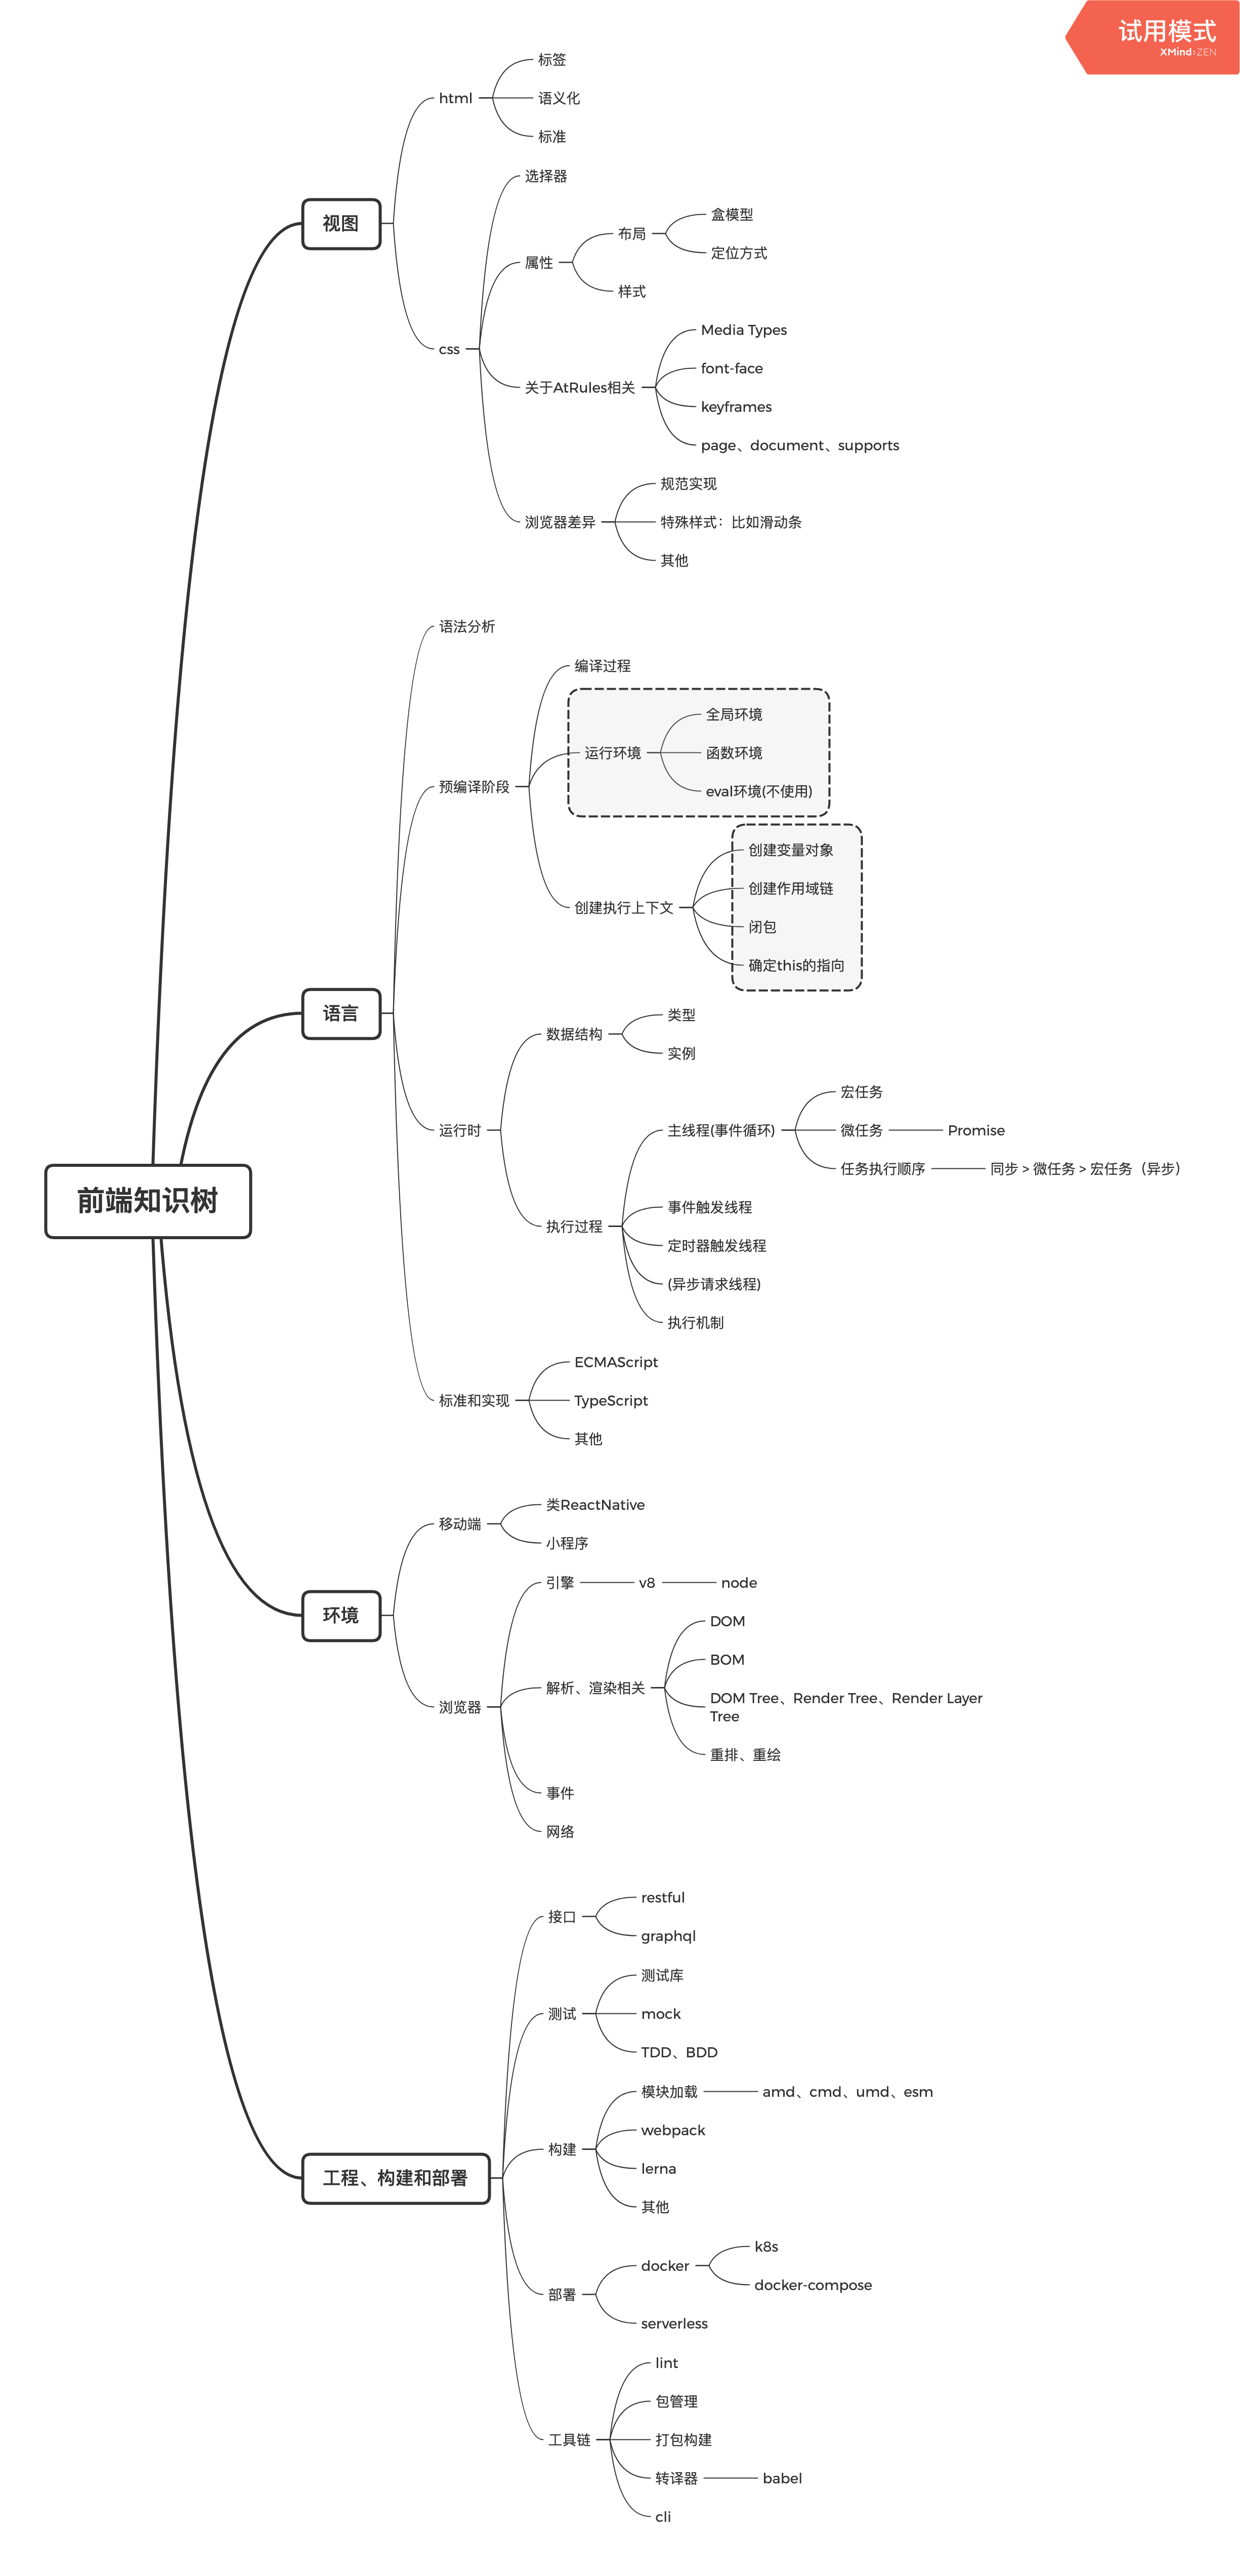 试用模式
XMind:ZEN
前端知识树
视图
html
标签
语义化
标准
css
选择器
属性
布局
盒模型
定位方式
样式
关于AtRules相关
Media Types
font-face
keyframes
page、document、supports
浏览器差异
规范实现
特殊样式：比如滑动条
其他
语言
语法分析
预编译阶段
编译过程
运行环境
全局环境
函数环境
eval环境(不使用)
创建执行上下文
创建变量对象
创建作用域链
闭包
确定this的指向
运行时
数据结构
类型
实例
执行过程
主线程(事件循环)
宏任务
微任务
Promise
任务执行顺序
同步 > 微任务 > 宏任务（异步）
事件触发线程
定时器触发线程
(异步请求线程)
执行机制
标准和实现
ECMAScript
TypeScript
其他
环境
移动端
类ReactNative
小程序
浏览器
引擎
v8
node
解析、渲染相关
DOM
BOM
DOM Tree、Render Tree、Render Layer
Tree
重排、重绘
事件
网络
工程、构建和部署
接口
restful
graphql
测试
测试库
mock
TDD、BDD
构建
模块加载
amd、cmd、umd、esm
webpack
lerna
其他
部署
docker
k8s
docker-compose
serverless
工具链
lint
包管理
打包构建
转译器
babel
cli